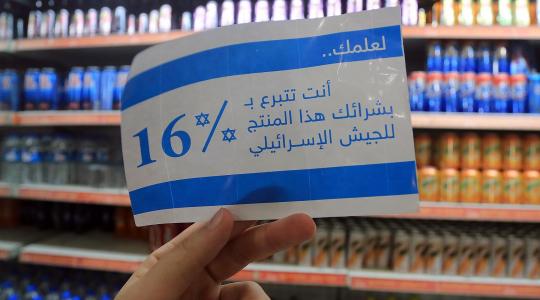 لعلمك..
أنت تتبرع بـ
بشرائك هذا المنتج
للجيش الإسرائيلي
16%